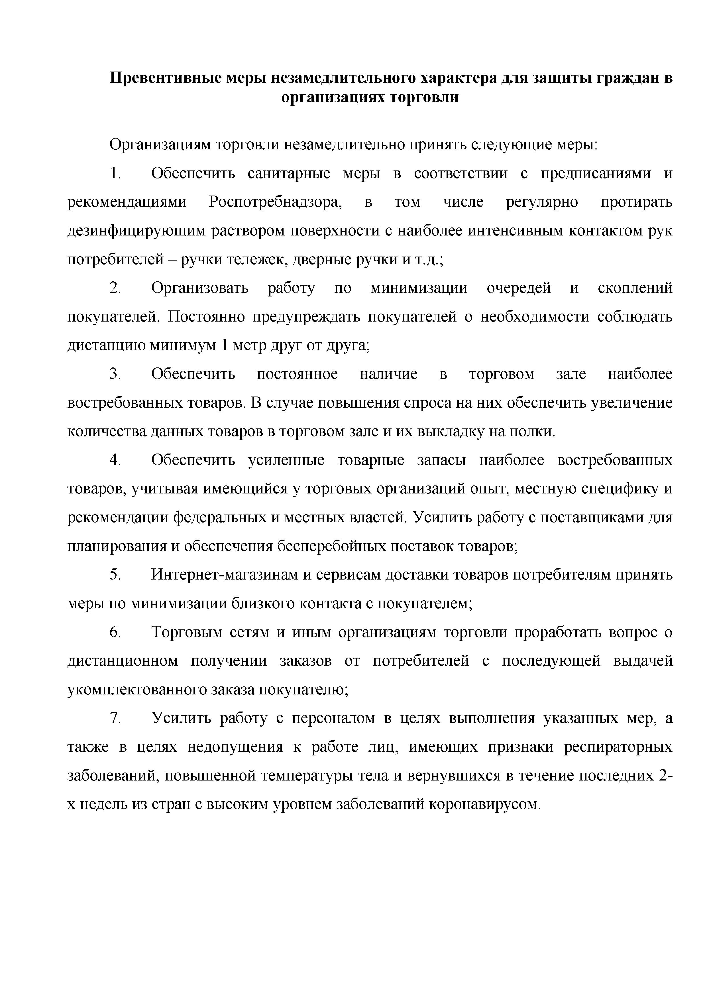 Превентивные меры незамедлительного характера для защиты граждан в
организациях торговли
Организациям торговли незамедлительно принять следующие меры:
1. Обеспечить санитарные меры в соответствии с предписаниями и
рекомендациями Роспотребнадзора, в том числе регулярно протирать
дезинфицирующим раствором поверхности с наиболее интенсивным контактом рук
потребителей – ручки тележек, дверные ручки и т.д.;
2. Организовать работу по минимизации очередей и скоплений
покупателей. Постоянно предупреждать покупателей о необходимости соблюдать
дистанцию минимум 1 метр друг от друга;
3. Обеспечить постоянное наличие в торговом зале наиболее
востребованных товаров. В случае повышения спроса на них обеспечить увеличение
количества данных товаров в торговом зале и их выкладку на полки.
4. Обеспечить усиленные товарные запасы наиболее востребованных
товаров, учитывая имеющийся у торговых организаций опыт, местную специфику и
рекомендации федеральных и местных властей. Усилить работу с поставщиками для
планирования и обеспечения бесперебойных поставок товаров;
5. Интернет-магазинам и сервисам доставки товаров потребителям принять
меры по минимизации близкого контакта с покупателем;
6. Торговым сетям и иным организациям торговли проработать вопрос о
дистанционном получении заказов от потребителей с последующей выдачей
укомплектованного заказа покупателю;
7. Усилить работу с персоналом в целях выполнения указанных мер, а
также в целях недопущения к работе лиц, имеющих признаки респираторных
заболеваний, повышенной температуры тела и вернувшихся в течение последних 2-
х недель из стран с высоким уровнем заболеваний коронавирусом.